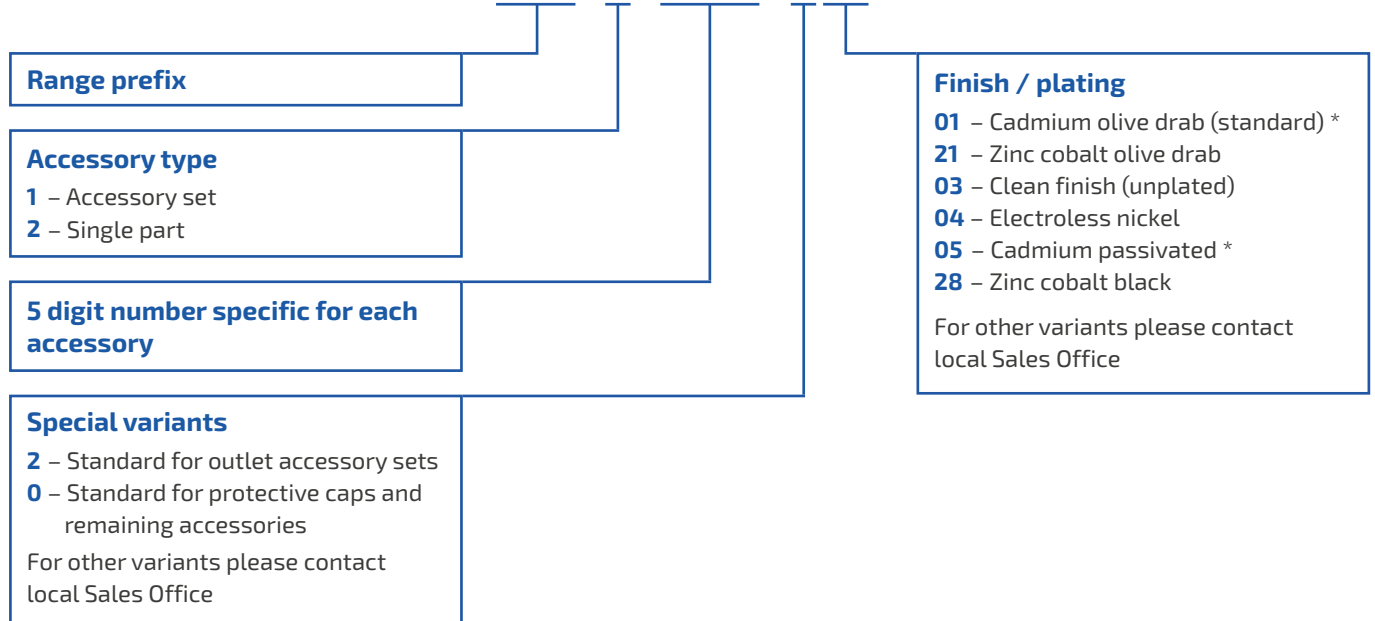 Range prefix
Accessory type
1 – Accessory set
2 – Single part
5 digit number specific for each
accessory
Special variants
2 – Standard for outlet accessory sets
0 – Standard for protective caps and
remaining accessories
For other variants please contact
local Sales Office
Finish / plating
01 – Cadmium olive drab (standard) *
21 – Zinc cobalt olive drab
03 – Clean finish (unplated)
04 – Electroless nickel
05 – Cadmium passivated *
28 – Zinc cobalt black
For other variants please contact
local Sales Office